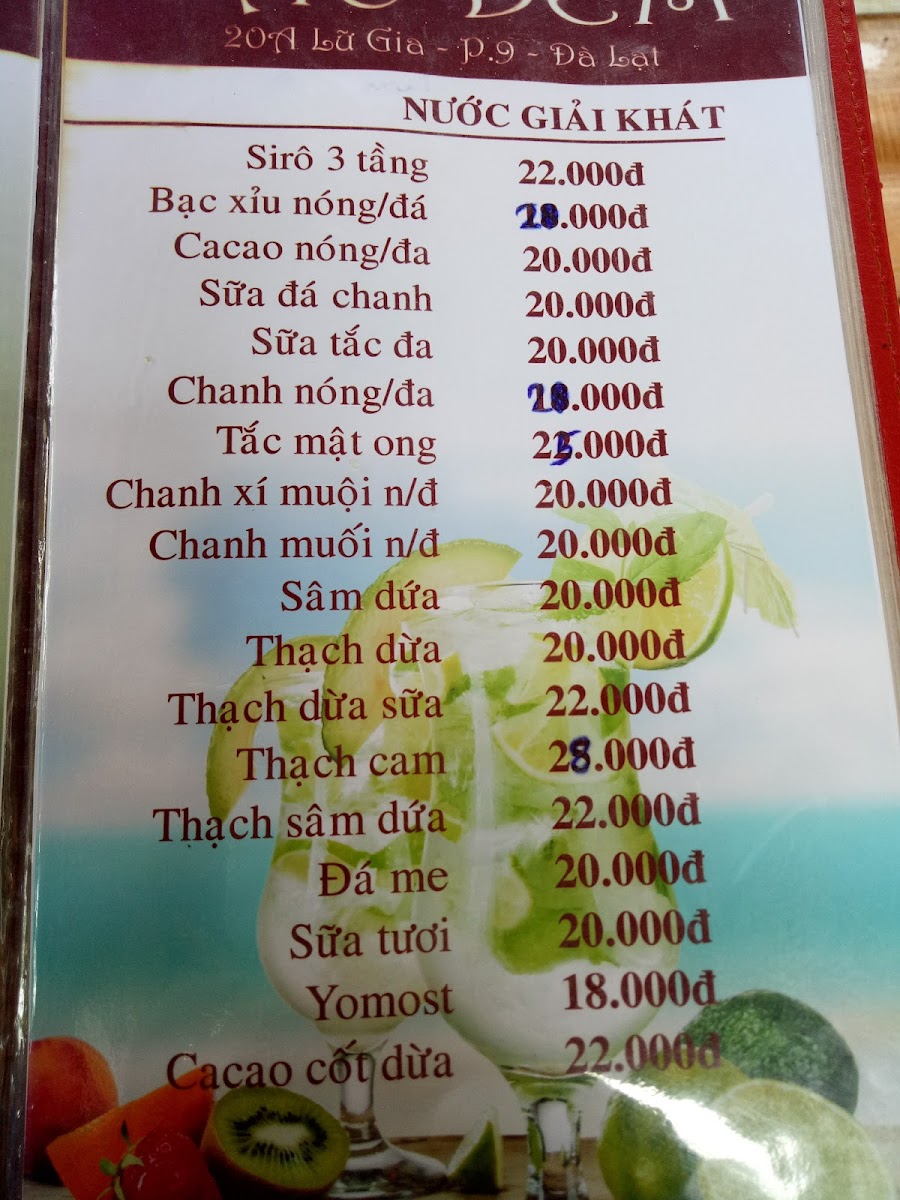 20A Lữ Gia - P.9 - Đà Lạt
NƯỚC GIẢI KHÁT
Sirô 3 tầng 22.000đ
Bạc xỉu nóng/đá 20.000đ
Cacao nóng/đa 20.000đ
Sữa đá chanh 20.000đ
Sữa tắc đa 20.000đ
Chanh nóng/đa 20.000đ
Tắc mật ong 25.000đ
Chanh xí muội n/đ 20.000đ
Chanh muối n/đ 20.000đ
Sâm dứa 20.000đ
Thạch dừa 20.000đ
Thạch dừa sữa 22.000đ
Thạch cam 28.000đ
Thạch sâm dứa 22.000đ
Đá me 20.000đ
Sữa tươi 20.000đ
Yomost 18.000đ
Cacao cốt dừa 22.000đ